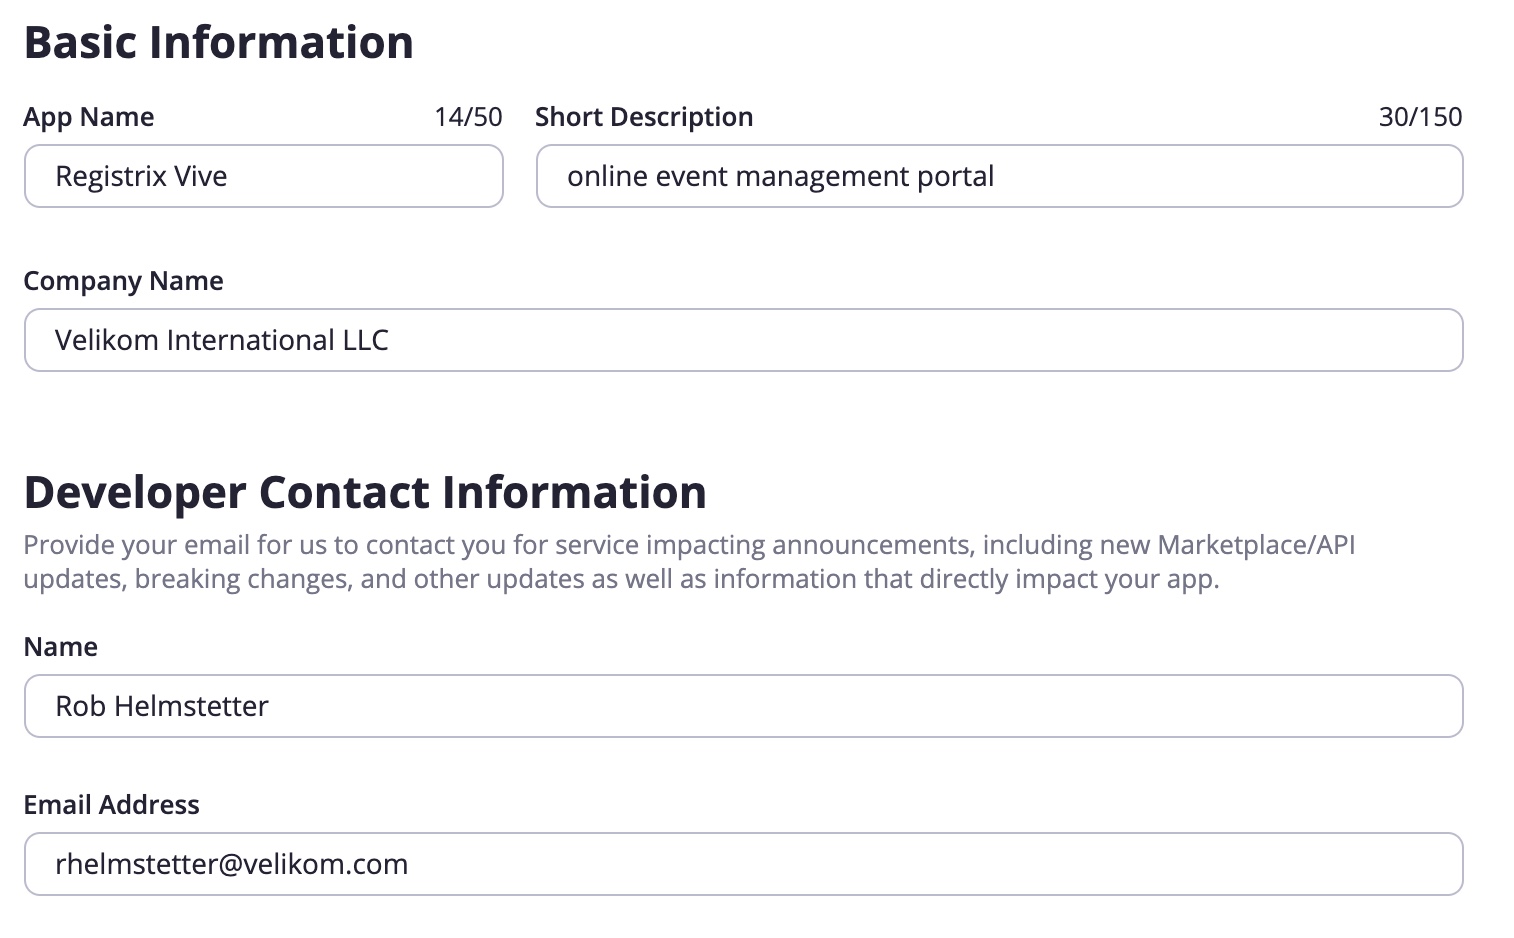 Basic Information
App Name 14/50 Short Description 30/150
Registrix Vive online event management portal
Company Name
Velikom International LLC
Developer Contact Information
Provide your email for us to contact you for service impacting announcements, including new Marketplace/API
updates, breaking changes, and other updates as well as information that directly impact your app.
Name
Rob Helmstetter
Email Address
rhelmstetter@velikom.com